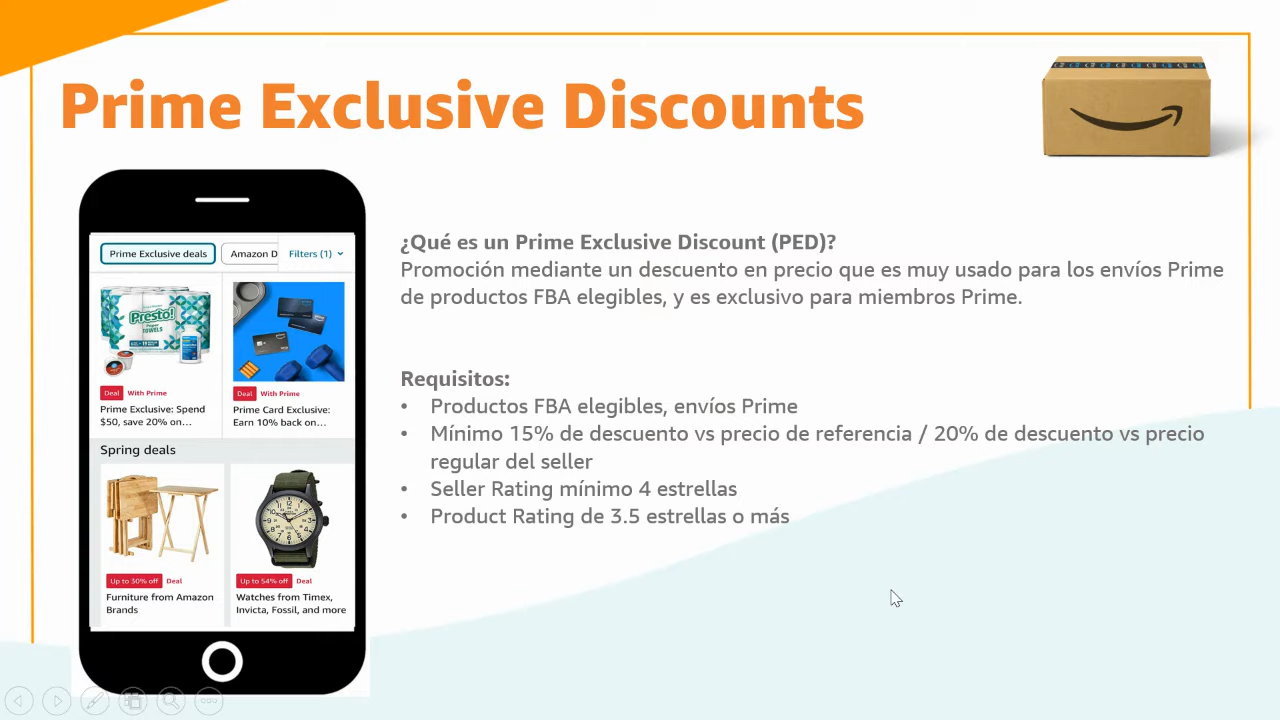 Prime Exclusive Discounts
Prime Exclusive deals
Amazon D
Filters (1)
Presto!
Paper
TOWELS
Deal With Prime
Prime Exclusive: Spend
$50, save 20% on...
Deal With Prime
Prime Card Exclusive:
Earn 10% back on...
Spring deals
Up to 30% off Deal
Furniture from Amazon
Brands
Up to 54% off Deal
Watches from Timex,
Invicta, Fossil, and more
¿Qué es un Prime Exclusive Discount (PED)?
Promoción mediante un descuento en precio que es muy usado para los envíos Prime
de productos FBA elegibles, y es exclusivo para miembros Prime.
Requisitos:
• Productos FBA elegibles, envíos Prime
• Mínimo 15% de descuento vs precio de referencia / 20% de descuento vs precio
regular del seller
• Seller Rating mínimo 4 estrellas
• Product Rating de 3.5 estrellas o más